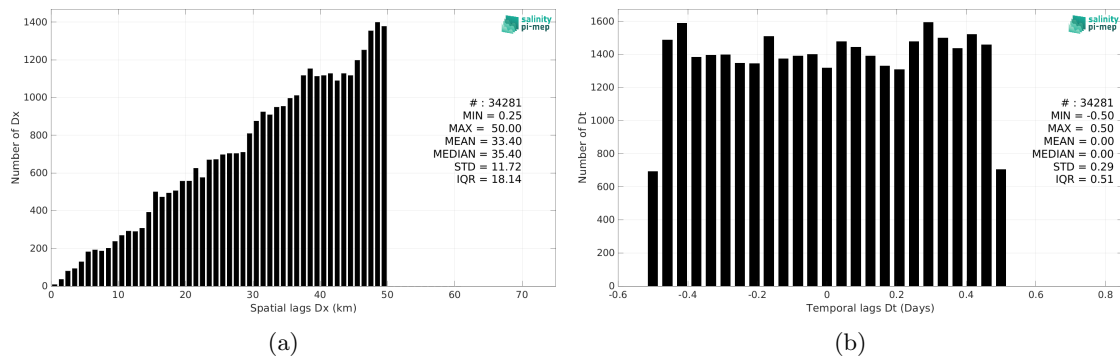 1400
1200
1000
800
600
400
200
0
Number of Dx
0 10 20 30 40 50 60 70
Spatial lags Dx (km)
salinity
pi-mep
# : 34281
MIN = 0.25
MAX = 50.00
MEAN = 33.40
MEDIAN = 35.40
STD = 11.72
IQR = 18.14
(a)
1600
1400
1200
1000
800
600
400
200
0
Number of Dt
-0.6 -0.4 -0.2 0 0.2 0.4 0.6 0.8
Temporal lags Dt (Days)
salinity
pi-mep
# : 34281
MIN = -0.50
MAX = 0.50
MEAN = 0.00
MEDIAN = 0.00
STD = 0.29
IQR = 0.51
(b)